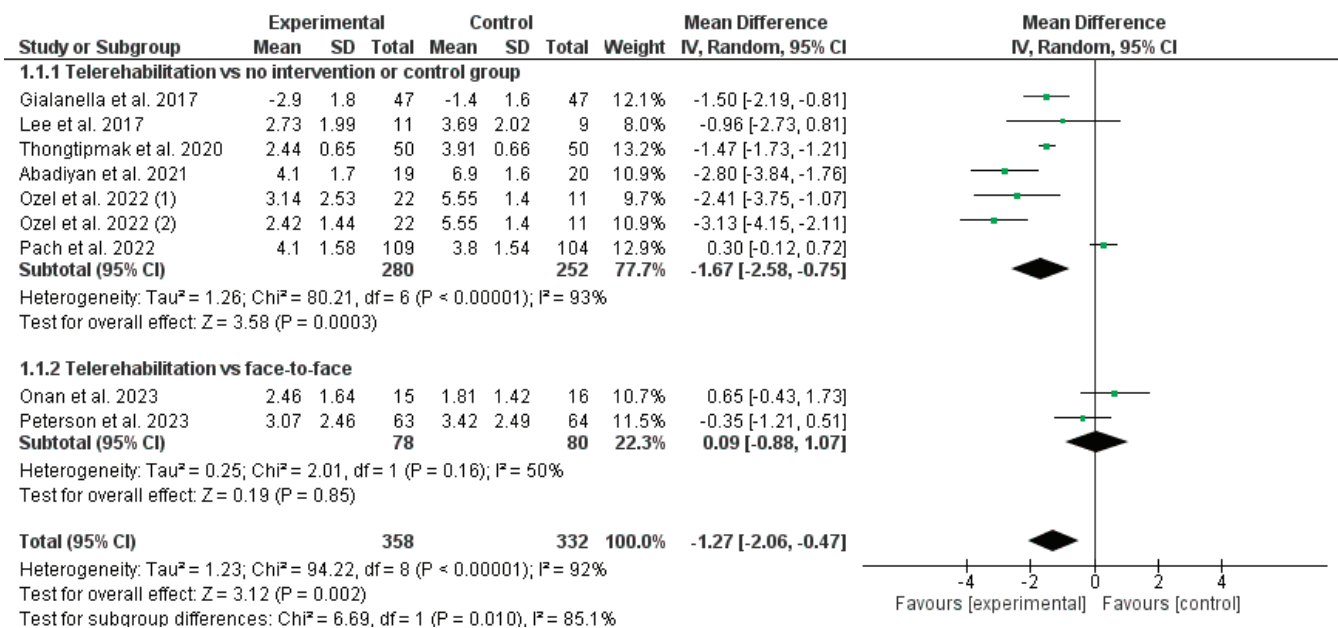 Experimental Control Mean Difference Mean Difference
Study or Subgroup Mean SD Total Mean SD Total Weight IV, Random, 95% CI IV, Random, 95% CI
1.1.1 Telerehabilitation vs no intervention or control group
Gialanella et al. 2017 -2.9 1.8 47 -1.4 1.6 47 12.1% -1.50 [-2.19, -0.81]
Lee et al. 2017 2.73 1.99 11 3.69 2.02 9 8.0% -0.96 [-2.73, 0.81]
Thongtipmak et al. 2020 2.44 0.65 50 3.91 0.66 50 13.2% -1.47 [-1.73, -1.21]
Abadiyan et al. 2021 4.1 1.7 19 6.9 1.6 20 10.9% -2.80 [-3.84, -1.76]
Ozel et al. 2022 (1) 3.14 2.53 22 5.55 1.4 11 9.7% -2.41 [-3.75, -1.07]
Ozel et al. 2022 (2) 2.42 1.44 22 5.55 1.4 11 10.9% -3.13 [-4.15, -2.11]
Pach et al. 2022 4.1 1.58 109 3.8 1.54 104 12.9% 0.30 [-0.12, 0.72]
Subtotal (95% CI) 280 252 77.7% -1.67 [-2.58, -0.75]
Heterogeneity: Tau² = 1.26; Chi² = 80.21, df = 6 (P < 0.00001); I² = 93%
Test for overall effect: Z = 3.58 (P = 0.0003)
1.1.2 Telerehabilitation vs face-to-face
Onan et al. 2023 2.46 1.64 15 1.81 1.42 16 10.7% 0.65 [-0.43, 1.73]
Peterson et al. 2023 3.07 2.46 63 3.42 2.49 64 11.5% -0.35 [-1.21, 0.51]
Subtotal (95% CI) 78 80 22.3% 0.09 [-0.88, 1.07]
Heterogeneity: Tau² = 0.25; Chi² = 2.01, df = 1 (P = 0.16); I² = 50%
Test for overall effect: Z = 0.19 (P = 0.85)
Total (95% CI) 358 332 100.0% -1.27 [-2.06, -0.47]
Heterogeneity: Tau² = 1.23; Chi² = 94.22, df = 8 (P < 0.00001); I² = 92%
Test for overall effect: Z = 3.12 (P = 0.002)
Test for subgroup differences: Chi² = 6.69, df = 1 (P = 0.010), I² = 85.1%
-4 -2 0 2 4
Favours [experimental] Favours [control]